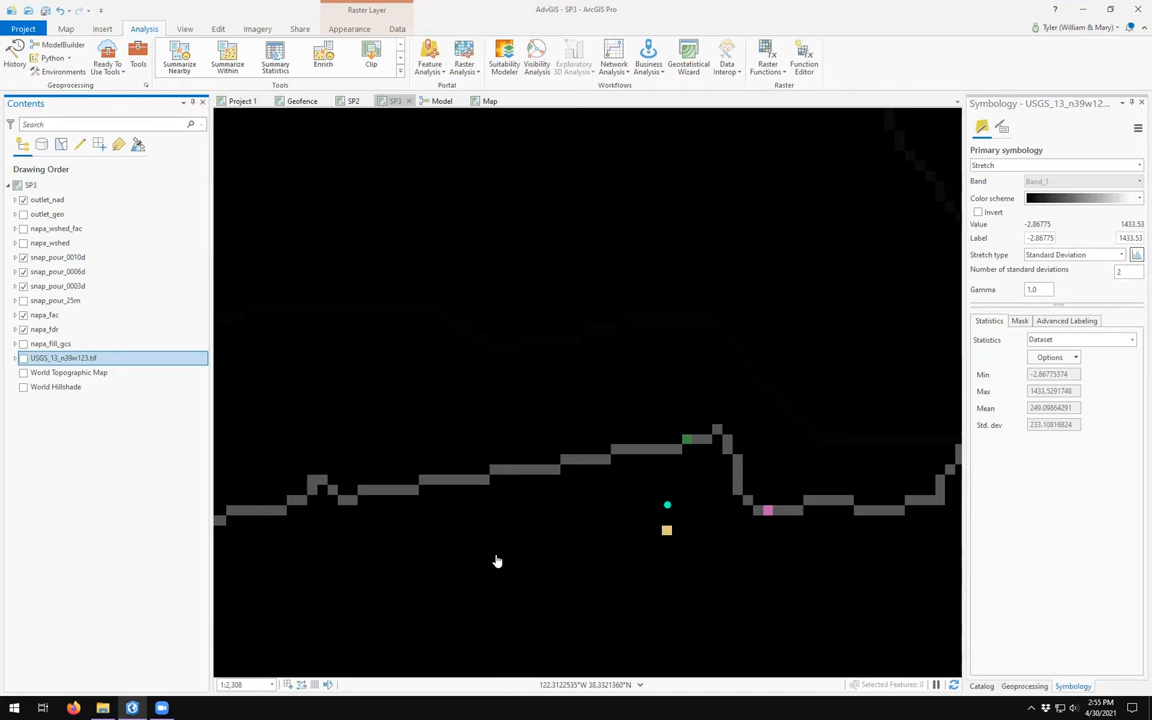 Raster Layer
AdvGIS - SP3 - ArcGIS Pro
Project Map Insert Analysis View Edit Imagery Share Appearance Data
Tyler (William & Mary)
History
ModelBuilder
Python
Environments
Ready To Use Tools
Tools
Summarize Nearby
Summarize Within
Summary Statistics
Enrich
Clip
Feature Analysis
Raster Analysis
Suitability Modeler
Visibility Analysis
Exploratory 3D Analysis
Network Analysis
Business Analysis
Geostatistical Wizard
Data Interop
Raster Functions
Function Editor
Geoprocessing Tools Portal Workflows Raster
Contents
Search
Drawing Order
SP3
outlet_nad
outlet_geo
napa_wshed_fac
napa_wshed
snap_pour_0010d
snap_pour_0006d
snap_pour_0003d
snap_pour_25m
napa_fac
napa_fdr
napa_fill_gcs
USGS_13_n39w123.tif
World Topographic Map
World Hillshade
Project 1 Geofence SP2 SP3 Model Map
1:2,308
122.3122535°W 38.3321360°N
Selected Features: 0
Symbology - USGS_13_n39w12...
Primary symbology
Stretch
Band Band_1
Color scheme
Invert
Value -2.86775 1433.53
Label -2.86775 1433.53
Stretch type Standard Deviation
Number of standard deviations 2
Gamma 1.0
Statistics Mask Advanced Labeling
Statistics Dataset
Options
Min -2.86775374
Max 1433.5291748
Mean 249.09864291
Std. dev 233.10816824
Catalog Geoprocessing Symbology
2:55 PM
4/30/2021